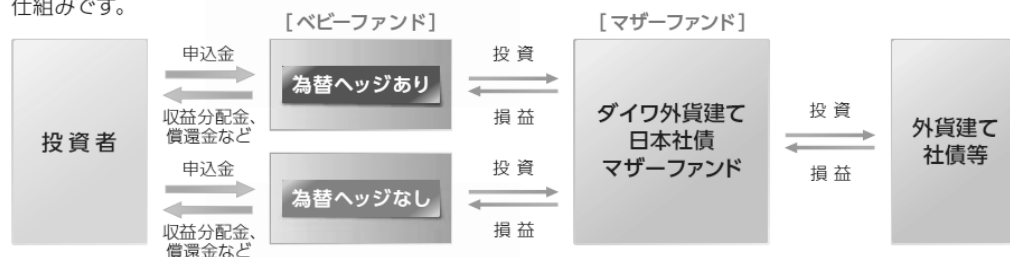 仕組みです。
[ベビーファンド]
[マザーファンド]
申込金
収益分配金、
償還金など
為替ヘッジあり
投資
損益
投資者
申込金
収益分配金、
償還金など
為替ヘッジなし
投資
損益
ダイワ外貨建て
日本社債
マザーファンド
投資
損益
外貨建て
社債等